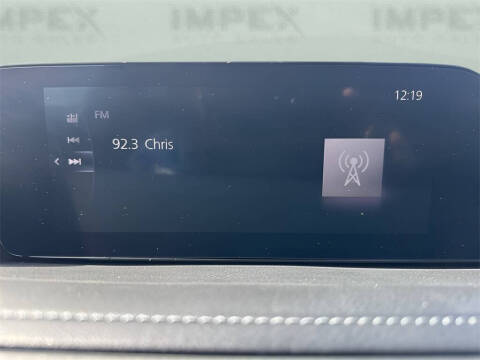 IMPEX IMPEX IMPEX
12:19
FM
92.3 Chris